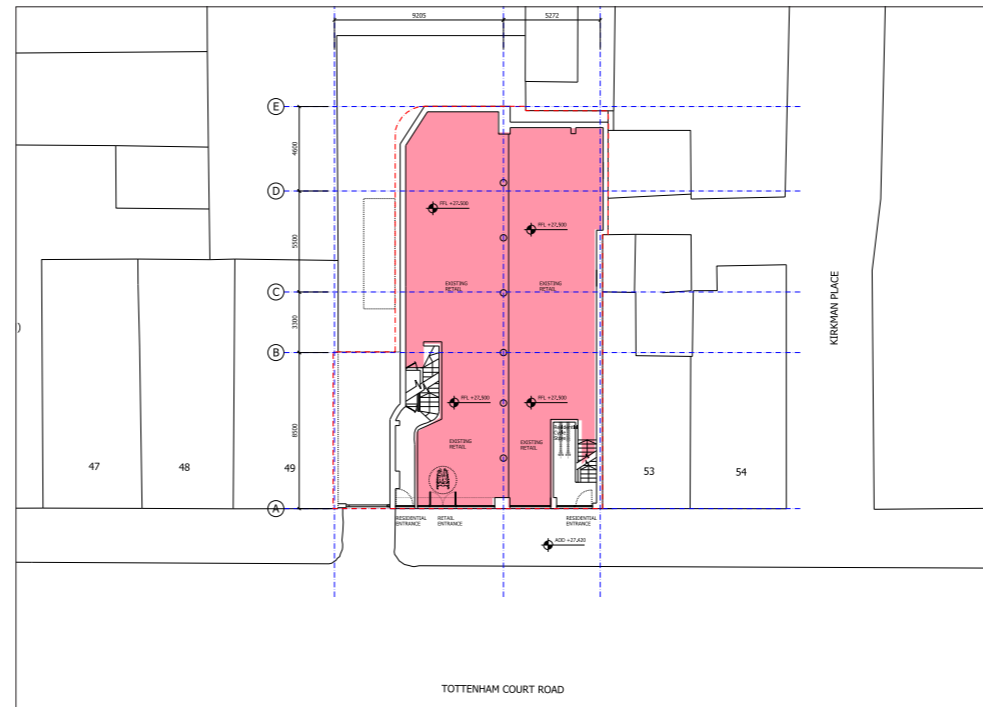 9205
5272
E
4600
D
FFL +27,500
FFL +27,500
5500
EXISTING
RETAIL
EXISTING
RETAIL
C
3300
KIRKMAN PLACE
)
B
FFL +27,500
FFL +27,500
8500
EXISTING
RETAIL
EXISTING
RETAIL
47
48
49
53
54
A
RESIDENTIAL
ENTRANCE
RETAIL
ENTRANCE
RESIDENTIAL
ENTRANCE
AOD +27,420
TOTTENHAM COURT ROAD